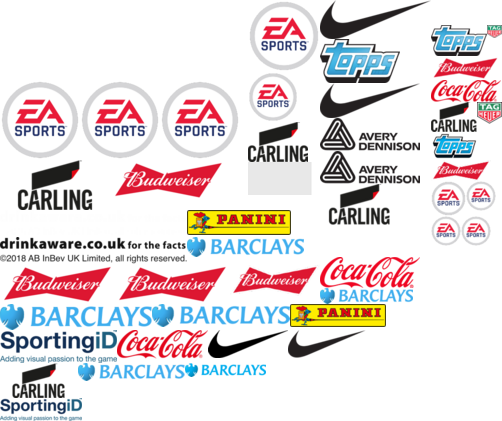 EA
SPORTS
topps
TAG
HEUER
topps
Budweiser
EA
SPORTS
EA
SPORTS
EA
SPORTS
EA
SPORTS
Coca-Cola
TAG
HEUER
CARLING
CARLING
AVERY
DENNISON
AVERY
DENNISON
topps
Budweiser
EA
SPORTS
EA
SPORTS
EA
SPORTS
EA
SPORTS
CARLING
Budweiser
CARLING
PANINI
drinkaware.co.uk for the facts
BARCLAYS
©2018 AB InBev UK Limited, all rights reserved.
Budweiser
Budweiser
Budweiser
Coca-Cola
BARCLAYS
BARCLAYS
BARCLAYS
PANINI
SportingiD™
Adding visual passion to the game
Coca-Cola
CARLING
BARCLAYS
BARCLAYS
SportingiD™
Adding visual passion to the game